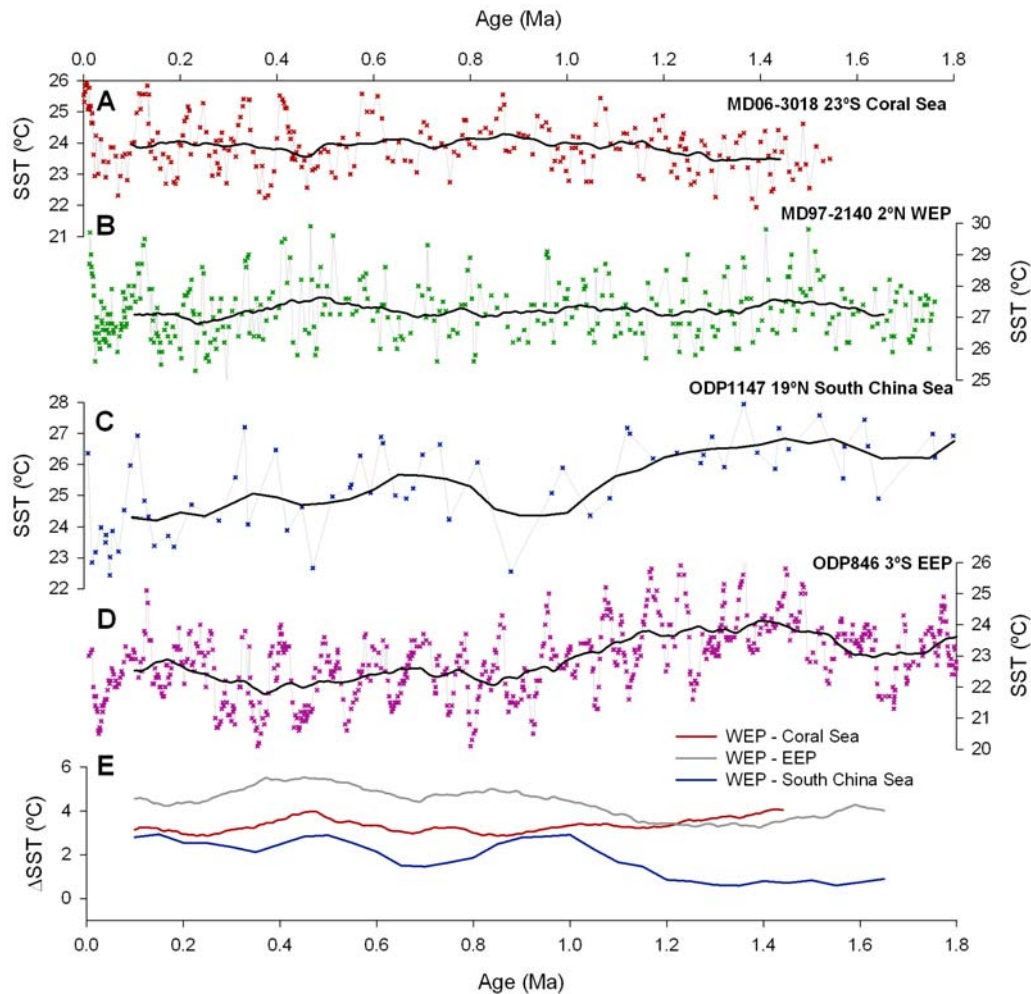 Age (Ma)
0.0 0.2 0.4 0.6 0.8 1.0 1.2 1.4 1.6 1.8
26
25
24
23
22
21
SST (ºC)
A
MD06-3018 23ºS Coral Sea
B
MD97-2140 2ºN WEP
30
29
28
27
26
25
SST (ºC)
C
ODP1147 19ºN South China Sea
28
27
26
25
24
23
22
SST (ºC)
D
ODP846 3ºS EEP
26
25
24
23
22
21
20
SST (ºC)
E
WEP - Coral Sea
WEP - EEP
WEP - South China Sea
6
4
2
0
ΔSST (ºC)
0.0 0.2 0.4 0.6 0.8 1.0 1.2 1.4 1.6 1.8
Age (Ma)